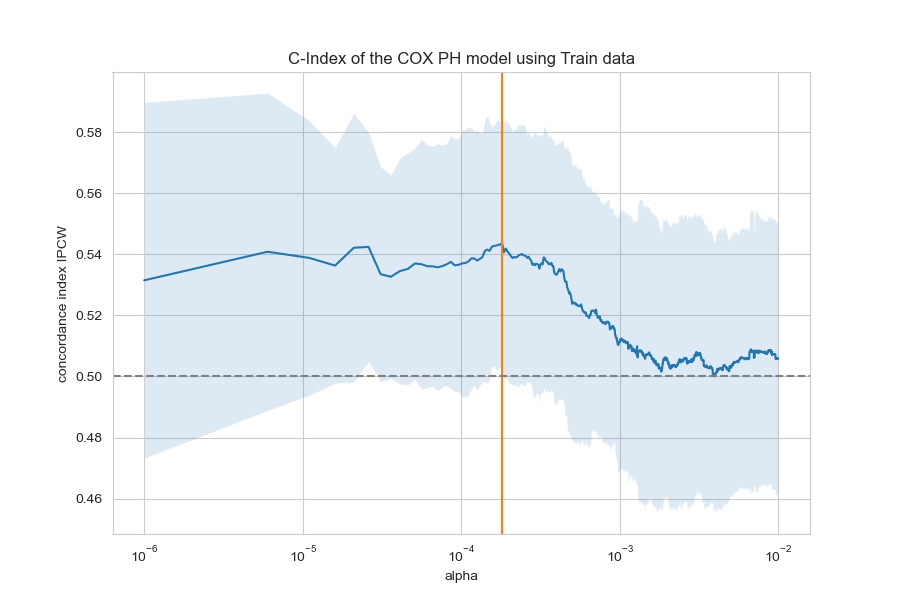 C-Index of the COX PH model using Train data
concordance index IPCW
0.58
0.56
0.54
0.52
0.50
0.48
0.46
10⁻⁶ 10⁻⁵ 10⁻⁴ 10⁻³ 10⁻²
alpha